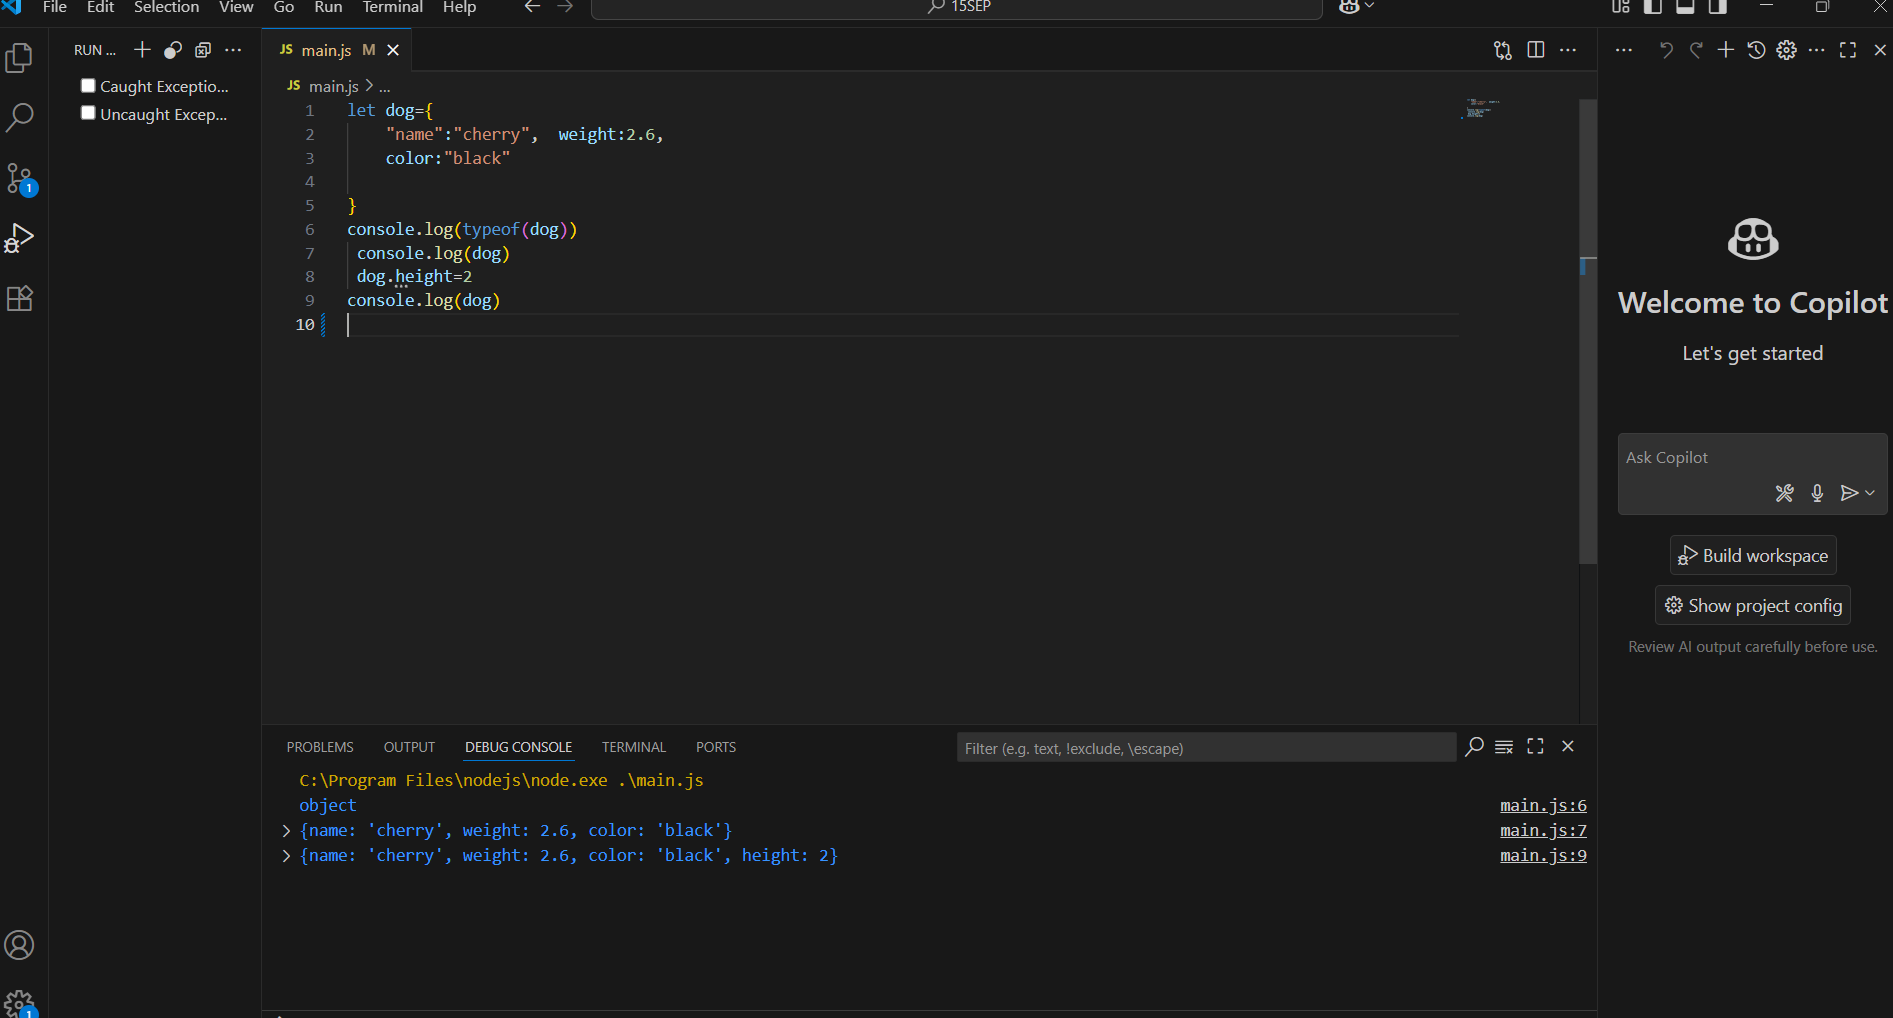 File Edit Selection View Go Run Terminal Help 15SEP
RUN ...
Caught Exceptio...
Uncaught Excep...
1
1
JS main.js M
JS main.js > ...
1 let dog={
2 "name":"cherry", weight:2.6,
3 color:"black"
4
5 }
6 console.log(typeof(dog))
7 console.log(dog)
8 dog.height=2
9 console.log(dog)
10
Welcome to Copilot
Let's get started
Ask Copilot
Build workspace
Show project config
Review AI output carefully before use.
PROBLEMS OUTPUT DEBUG CONSOLE TERMINAL PORTS Filter (e.g. text, !exclude, \escape)
C:\Program Files\nodejs\node.exe .\main.js
object main.js:6
> {name: 'cherry', weight: 2.6, color: 'black'} main.js:7
> {name: 'cherry', weight: 2.6, color: 'black', height: 2} main.js:9